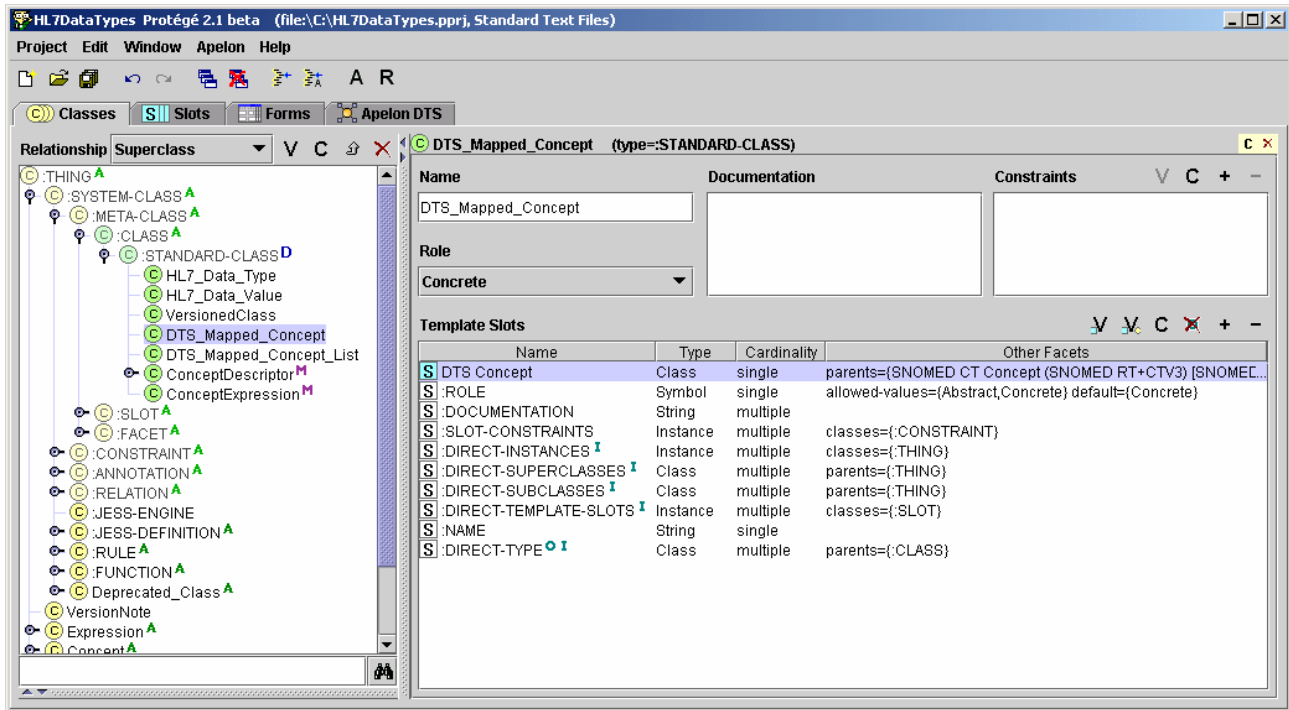 HL7DataTypes Protégé 2.1 beta (file:\C:\HL7DataTypes.pprj, Standard Text Files)
Project Edit Window Apelon Help
A R
C Classes S Slots Forms Apelon DTS
Relationship Superclass V C
C :THING A
C :SYSTEM-CLASS A
C :META-CLASS A
C :CLASS A
C :STANDARD-CLASS D
C HL7_Data_Type
C HL7_Data_Value
C VersionedClass
C DTS_Mapped_Concept
C DTS_Mapped_Concept_List
C ConceptDescriptor M
C ConceptExpression M
C :SLOT A
C :FACET A
C :CONSTRAINT A
C :ANNOTATION A
C :RELATION A
C :JESS-ENGINE
C :JESS-DEFINITION A
C :RULE A
C :FUNCTION A
C Deprecated_Class A
C VersionNote
C Expression A
C Concept A
C DTS_Mapped_Concept (type=:STANDARD-CLASS) C ×
Name Documentation Constraints V C + −
DTS_Mapped_Concept
Role
Concrete
Template Slots V V C × + −
Name Type Cardinality Other Facets
S DTS Concept Class single parents={SNOMED CT Concept (SNOMED RT+CTV3) [SNOMED...
S :ROLE Symbol single allowed-values={Abstract,Concrete} default={Concrete}
S :DOCUMENTATION String multiple
S :SLOT-CONSTRAINTS Instance multiple classes={:CONSTRAINT}
S :DIRECT-INSTANCES I Instance multiple classes={:THING}
S :DIRECT-SUPERCLASSES I Class multiple parents={:THING}
S :DIRECT-SUBCLASSES I Class multiple parents={:THING}
S :DIRECT-TEMPLATE-SLOTS I Instance multiple classes={:SLOT}
S :NAME String single
S :DIRECT-TYPE O I Class multiple parents={:CLASS}